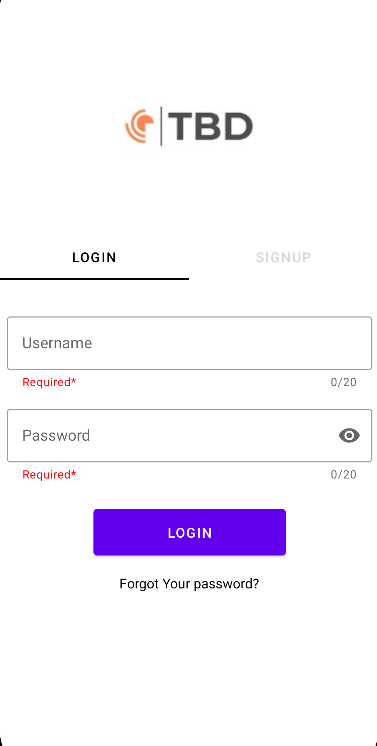 TBD
LOGIN SIGNUP
Username
Required* 0/20
Password
Required* 0/20
LOGIN
Forgot Your password?